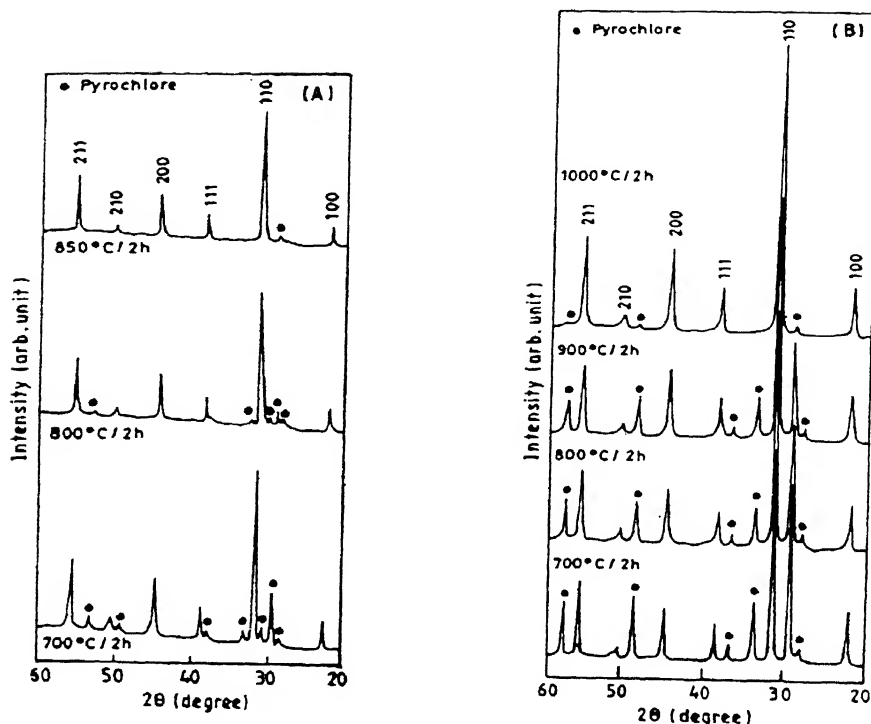 ● Pyrochlore (A)
110
211
200
210
111
100
850°C/2h
800°C/2h
700°C/2h
Intensity (arb. unit)
60 50 40 30 20
2θ (degree)
● Pyrochlore (B)
110
1000°C/2h
211
200
210
111
100
900°C/2h
800°C/2h
700°C/2h
Intensity (arb.unit)
60 50 40 30 20
2θ (degree)